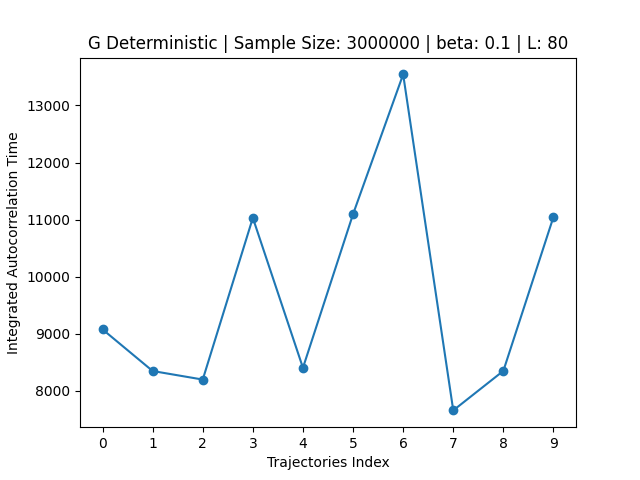 G Deterministic | Sample Size: 3000000 | beta: 0.1 | L: 80
Integrated Autocorrelation Time
13000
12000
11000
10000
9000
8000
0 1 2 3 4 5 6 7 8 9
Trajectories Index